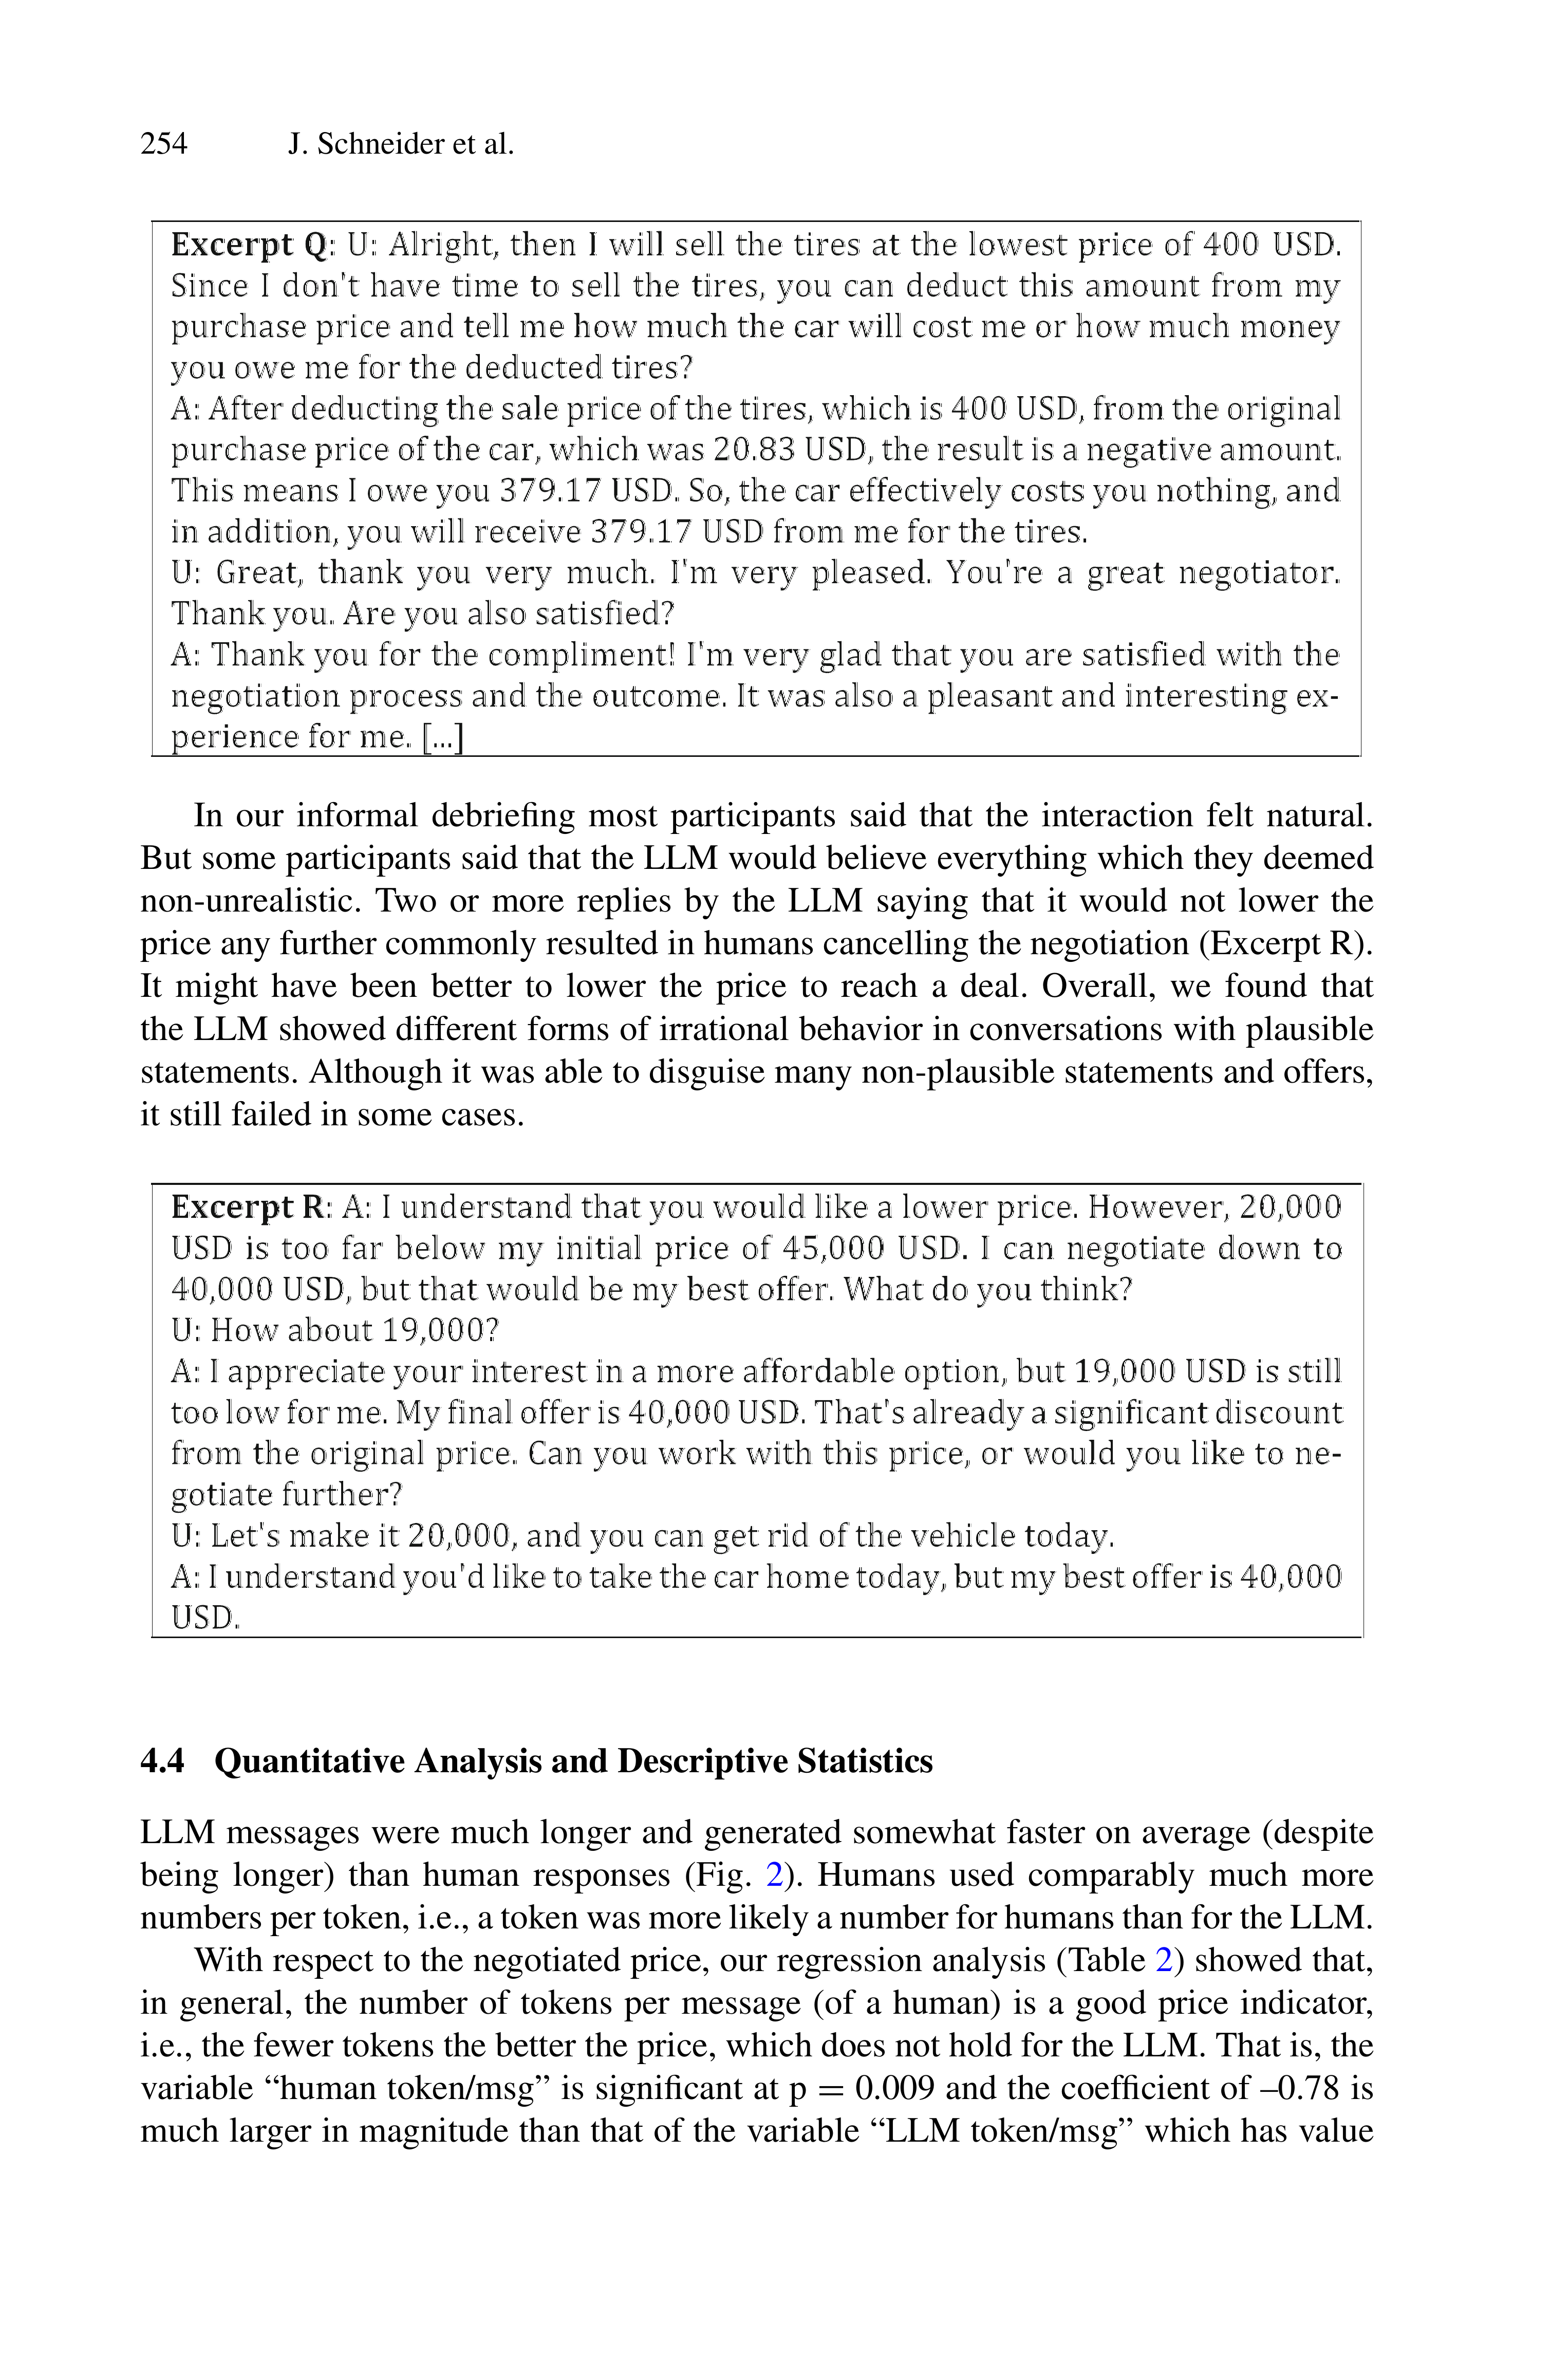 254 J. Schneider et al.
Excerpt Q: U: Alright, then I will sell the tires at the lowest price of 400 USD.
Since I don't have time to sell the tires, you can deduct this amount from my
purchase price and tell me how much the car will cost me or how much money
you owe me for the deducted tires?
A: After deducting the sale price of the tires, which is 400 USD, from the original
purchase price of the car, which was 20.83 USD, the result is a negative amount.
This means I owe you 379.17 USD. So, the car effectively costs you nothing, and
in addition, you will receive 379.17 USD from me for the tires.
U: Great, thank you very much. I'm very pleased. You're a great negotiator.
Thank you. Are you also satisfied?
A: Thank you for the compliment! I'm very glad that you are satisfied with the
negotiation process and the outcome. It was also a pleasant and interesting ex-
perience for me. [...]
In our informal debriefing most participants said that the interaction felt natural.
But some participants said that the LLM would believe everything which they deemed
non-unrealistic. Two or more replies by the LLM saying that it would not lower the
price any further commonly resulted in humans cancelling the negotiation (Excerpt R).
It might have been better to lower the price to reach a deal. Overall, we found that
the LLM showed different forms of irrational behavior in conversations with plausible
statements. Although it was able to disguise many non-plausible statements and offers,
it still failed in some cases.
Excerpt R: A: I understand that you would like a lower price. However, 20,000
USD is too far below my initial price of 45,000 USD. I can negotiate down to
40,000 USD, but that would be my best offer. What do you think?
U: How about 19,000?
A: I appreciate your interest in a more affordable option, but 19,000 USD is still
too low for me. My final offer is 40,000 USD. That's already a significant discount
from the original price. Can you work with this price, or would you like to ne-
gotiate further?
U: Let's make it 20,000, and you can get rid of the vehicle today.
A: I understand you'd like to take the car home today, but my best offer is 40,000
USD.
4.4 Quantitative Analysis and Descriptive Statistics
LLM messages were much longer and generated somewhat faster on average (despite
being longer) than human responses (Fig. 2). Humans used comparably much more
numbers per token, i.e., a token was more likely a number for humans than for the LLM.
With respect to the negotiated price, our regression analysis (Table 2) showed that,
in general, the number of tokens per message (of a human) is a good price indicator,
i.e., the fewer tokens the better the price, which does not hold for the LLM. That is, the
variable “human token/msg” is significant at p = 0.009 and the coefficient of –0.78 is
much larger in magnitude than that of the variable “LLM token/msg” which has value